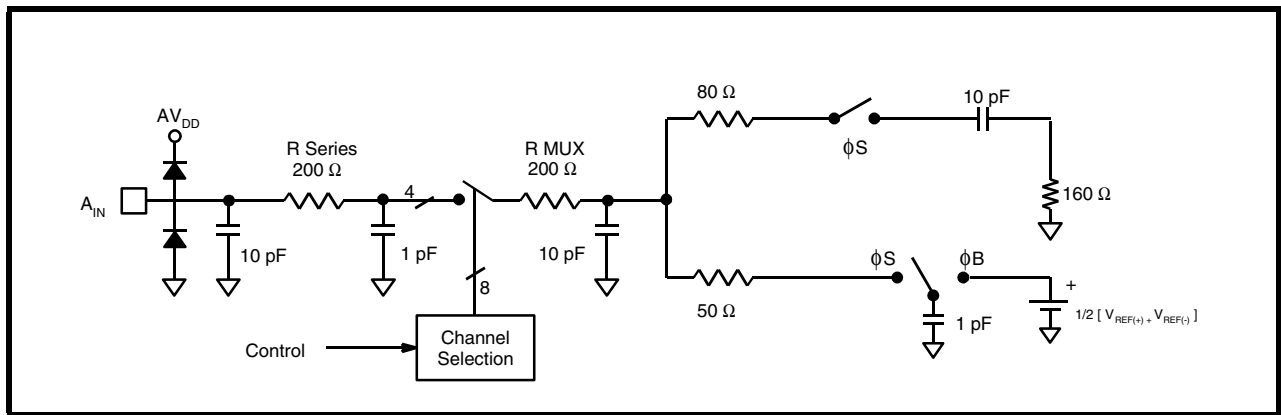 AVDD
AIN
R Series
200 Ω
10 pF
1 pF
4
R MUX
200 Ω
10 pF
8
Control
Channel
Selection
80 Ω
ϕS
10 pF
160 Ω
50 Ω
ϕS
ϕB
1 pF
+
1/2 [ VREF(+) + VREF(-) ]